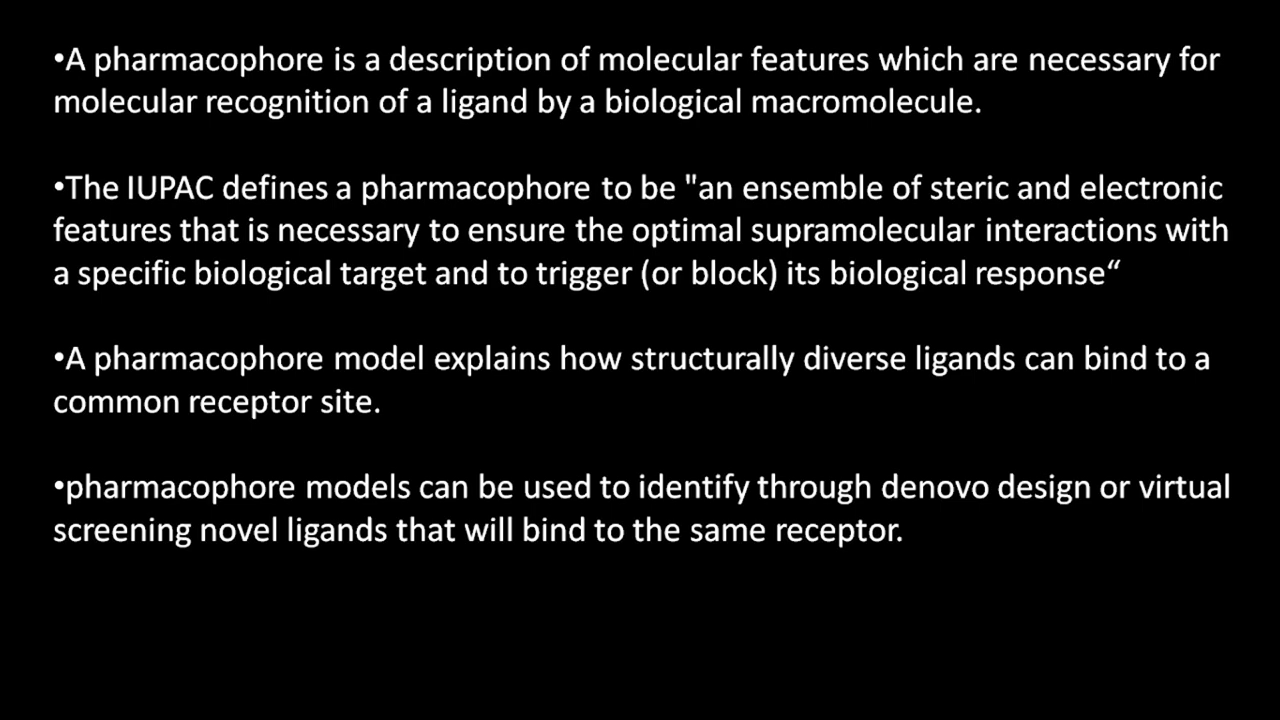 •A pharmacophore is a description of molecular features which are necessary for
molecular recognition of a ligand by a biological macromolecule.
•The IUPAC defines a pharmacophore to be "an ensemble of steric and electronic
features that is necessary to ensure the optimal supramolecular interactions with
a specific biological target and to trigger (or block) its biological response“
•A pharmacophore model explains how structurally diverse ligands can bind to a
common receptor site.
•pharmacophore models can be used to identify through denovo design or virtual
screening novel ligands that will bind to the same receptor.